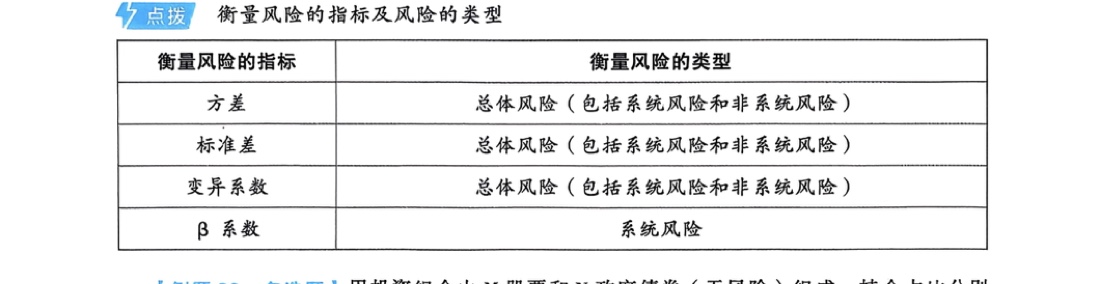 点拨 衡量风险的指标及风险的类型
衡量风险的指标 衡量风险的类型
方差 总体风险（包括系统风险和非系统风险）
标准差 总体风险（包括系统风险和非系统风险）
变异系数 总体风险（包括系统风险和非系统风险）
β 系数 系统风险